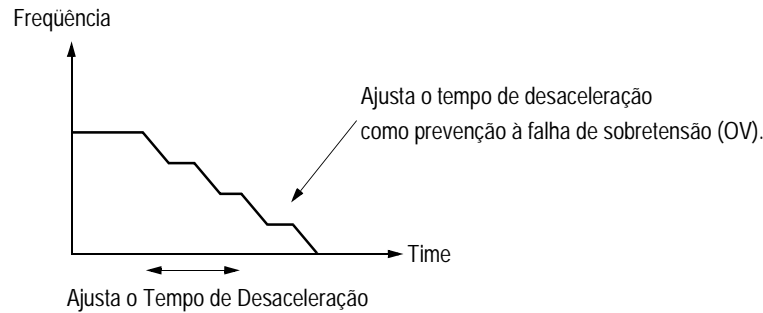 Freqüência
Ajusta o tempo de desaceleração
como prevenção à falha de sobretensão (OV).
Time
Ajusta o Tempo de Desaceleração